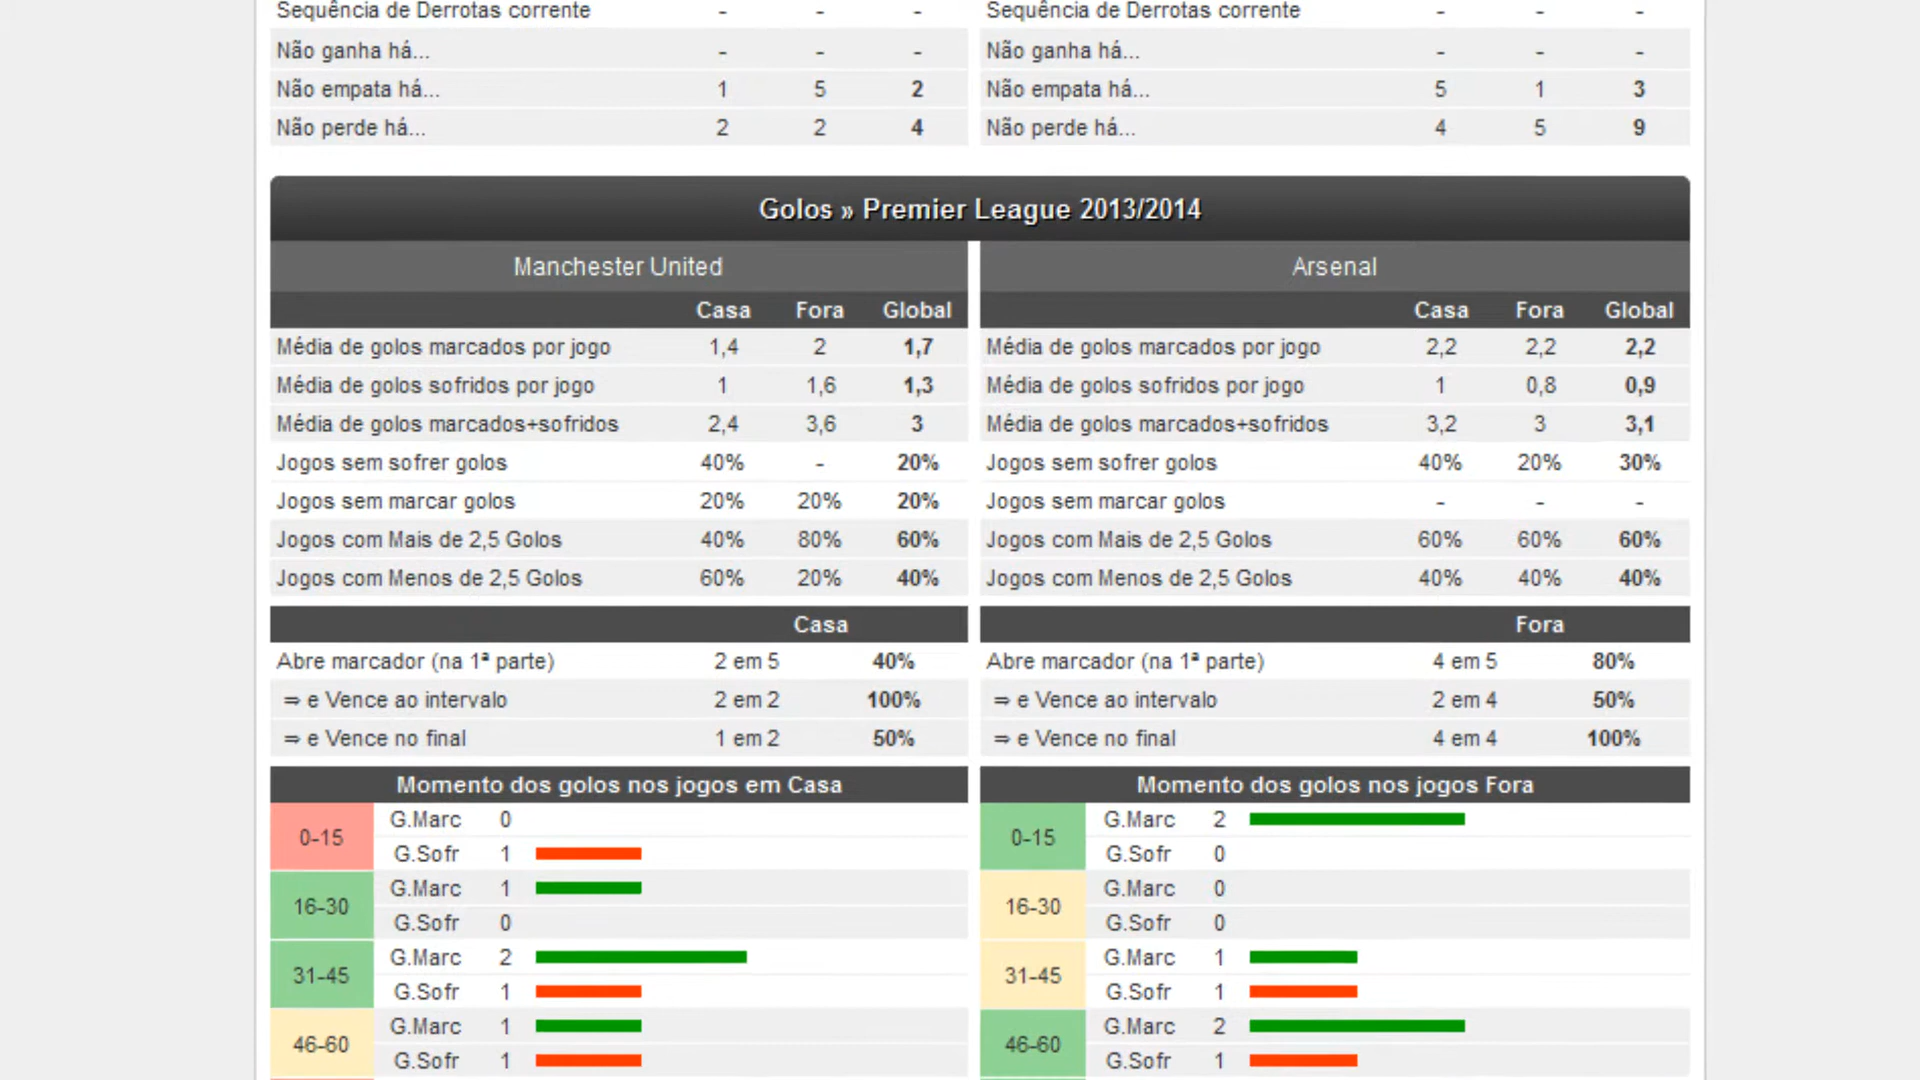 Sequência de Derrotas corrente - - - Sequência de Derrotas corrente - - -
Não ganha há... - - - Não ganha há... - - -
Não empata há... 1 5 2 Não empata há... 5 1 3
Não perde há... 2 2 4 Não perde há... 4 5 9
Golos » Premier League 2013/2014
Manchester United Arsenal
Casa Fora Global Casa Fora Global
Média de golos marcados por jogo 1,4 2 1,7 Média de golos marcados por jogo 2,2 2,2 2,2
Média de golos sofridos por jogo 1 1,6 1,3 Média de golos sofridos por jogo 1 0,8 0,9
Média de golos marcados+sofridos 2,4 3,6 3 Média de golos marcados+sofridos 3,2 3 3,1
Jogos sem sofrer golos 40% - 20% Jogos sem sofrer golos 40% 20% 30%
Jogos sem marcar golos 20% 20% 20% Jogos sem marcar golos - - -
Jogos com Mais de 2,5 Golos 40% 80% 60% Jogos com Mais de 2,5 Golos 60% 60% 60%
Jogos com Menos de 2,5 Golos 60% 20% 40% Jogos com Menos de 2,5 Golos 40% 40% 40%
Casa Fora
Abre marcador (na 1ª parte) 2 em 5 40% Abre marcador (na 1ª parte) 4 em 5 80%
⇒ e Vence ao intervalo 2 em 2 100% ⇒ e Vence ao intervalo 2 em 4 50%
⇒ e Vence no final 1 em 2 50% ⇒ e Vence no final 4 em 4 100%
Momento dos golos nos jogos em Casa Momento dos golos nos jogos Fora
0-15 G.Marc 0 0-15 G.Marc 2
G.Sofr 1 G.Sofr 0
16-30 G.Marc 1 16-30 G.Marc 0
G.Sofr 0 G.Sofr 0
31-45 G.Marc 2 31-45 G.Marc 1
G.Sofr 1 G.Sofr 1
46-60 G.Marc 1 46-60 G.Marc 2
G.Sofr 1 G.Sofr 1